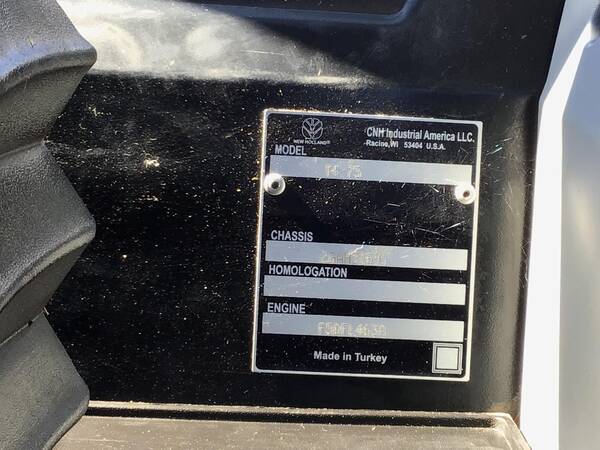 NEW HOLLAND®
CNH Industrial America LLC.
Racine, WI 53404 U.S.A.
MODEL
T4.75
CHASSIS
HOMOLOGATION
ENGINE
Made in Turkey